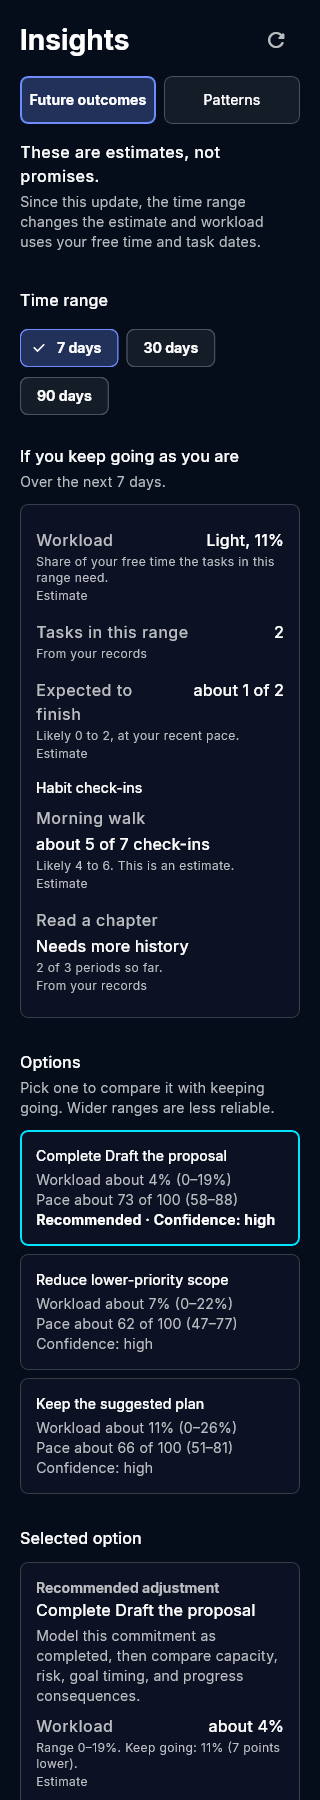 Insights
Future outcomes
Patterns
These are estimates, not
promises.
Since this update, the time range
changes the estimate and workload
uses your free time and task dates.
Time range
7 days
30 days
90 days
If you keep going as you are
Over the next 7 days.
Workload
Light, 11%
Share of your free time the tasks in this
range need.
Estimate
Tasks in this range
2
From your records
Expected to
finish
about 1 of 2
Likely 0 to 2, at your recent pace.
Estimate
Habit check-ins
Morning walk
about 5 of 7 check-ins
Likely 4 to 6. This is an estimate.
Estimate
Read a chapter
Needs more history
2 of 3 periods so far.
From your records
Options
Pick one to compare it with keeping
going. Wider ranges are less reliable.
Complete Draft the proposal
Workload about 4% (0–19%)
Pace about 73 of 100 (58–88)
Recommended · Confidence: high
Reduce lower-priority scope
Workload about 7% (0–22%)
Pace about 62 of 100 (47–77)
Confidence: high
Keep the suggested plan
Workload about 11% (0–26%)
Pace about 66 of 100 (51–81)
Confidence: high
Selected option
Recommended adjustment
Complete Draft the proposal
Model this commitment as
completed, then compare capacity,
risk, goal timing, and progress
consequences.
Workload
about 4%
Range 0–19%. Keep going: 11% (7 points
lower).
Estimate